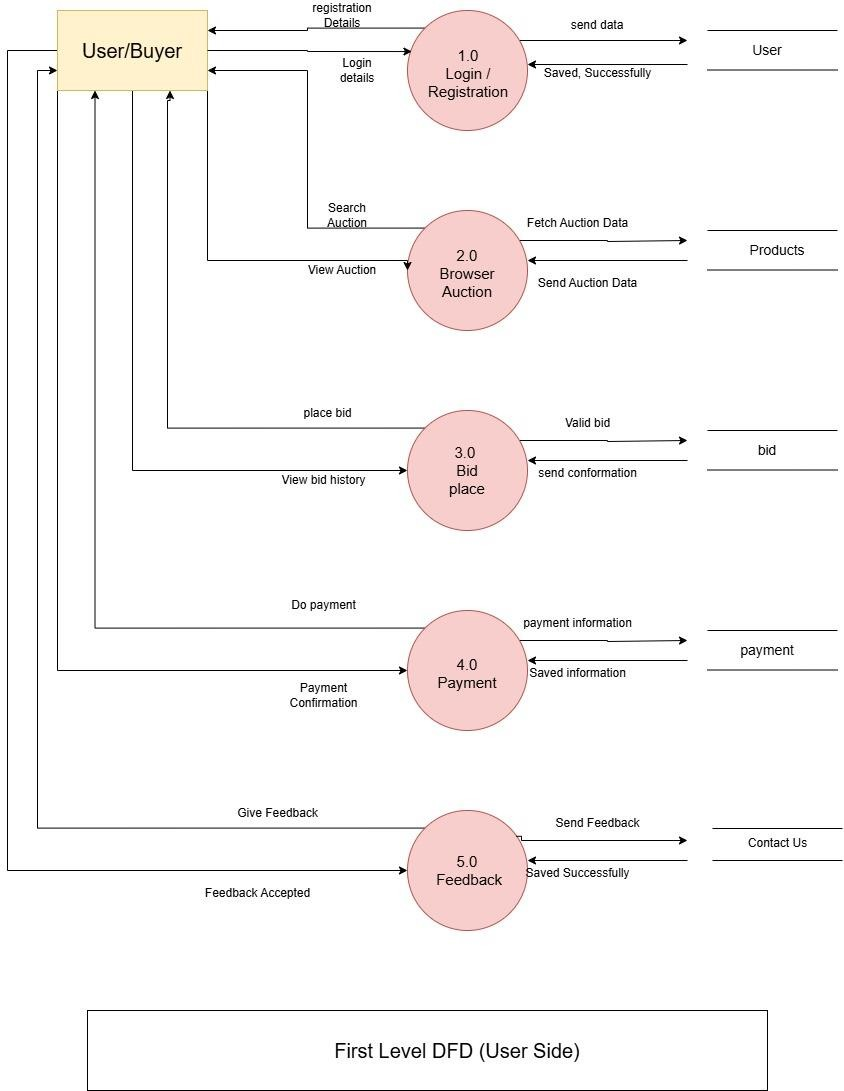 registration
Details
User/Buyer
Login
details
1.0
Login /
Registration
send data
Saved, Successfully
User
Search
Auction
View Auction
2.0
Browser
Auction
Fetch Auction Data
Send Auction Data
Products
place bid
View bid history
3.0
Bid
place
Valid bid
send conformation
bid
Do payment
Payment
Confirmation
4.0
Payment
payment information
Saved information
payment
Give Feedback
Feedback Accepted
5.0
Feedback
Send Feedback
Saved Successfully
Contact Us
First Level DFD (User Side)